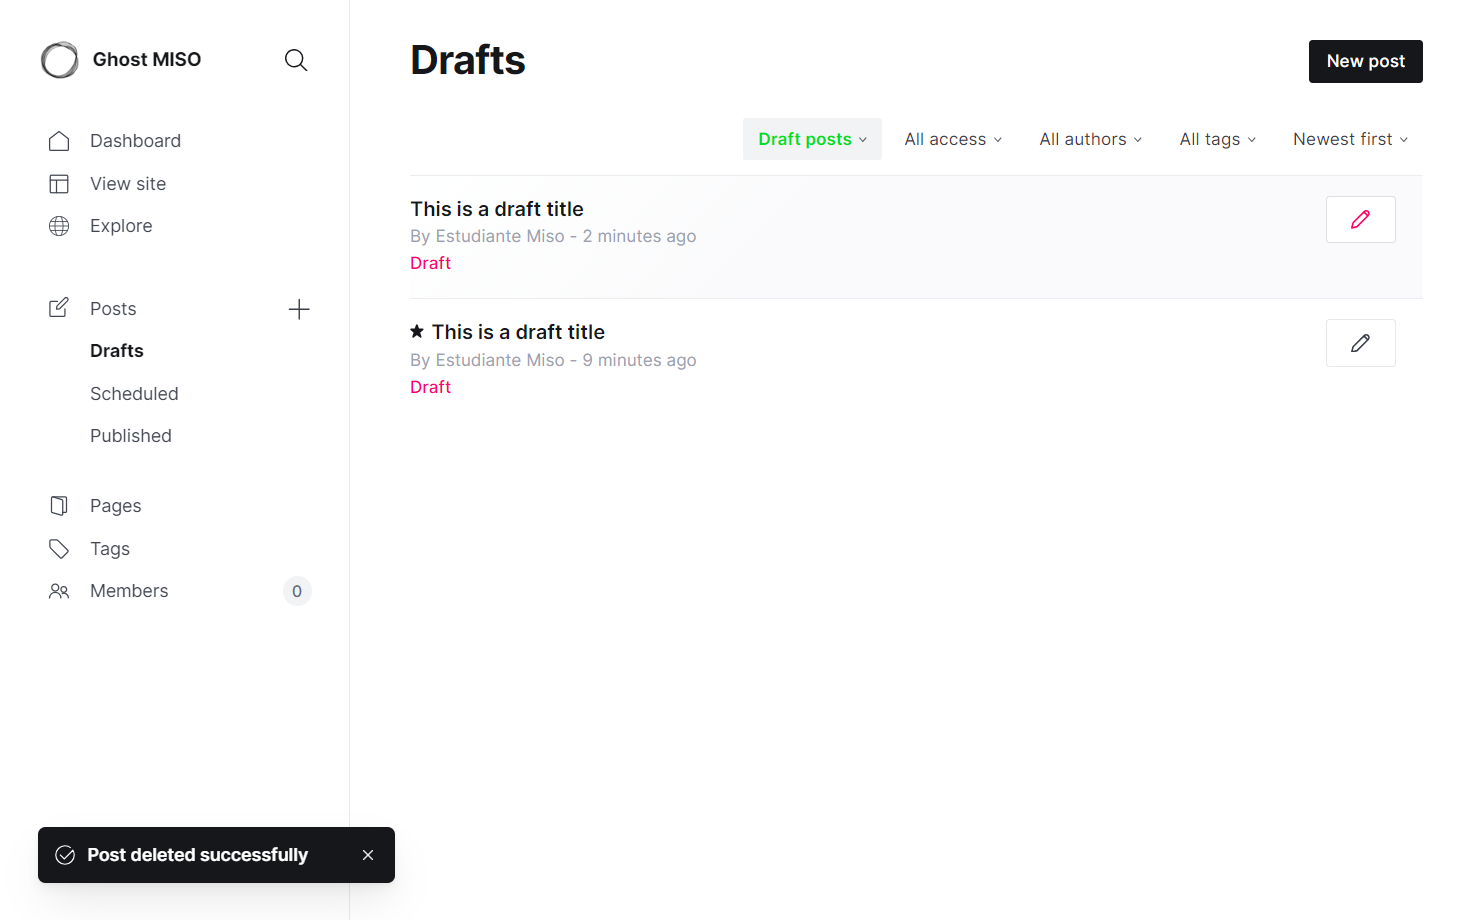 Ghost MISO
Dashboard
View site
Explore
Posts
Drafts
Scheduled
Published
Pages
Tags
Members 0
Drafts
New post
Draft posts All access All authors All tags Newest first
This is a draft title
By Estudiante Miso - 2 minutes ago
Draft
This is a draft title
By Estudiante Miso - 9 minutes ago
Draft
Post deleted successfully